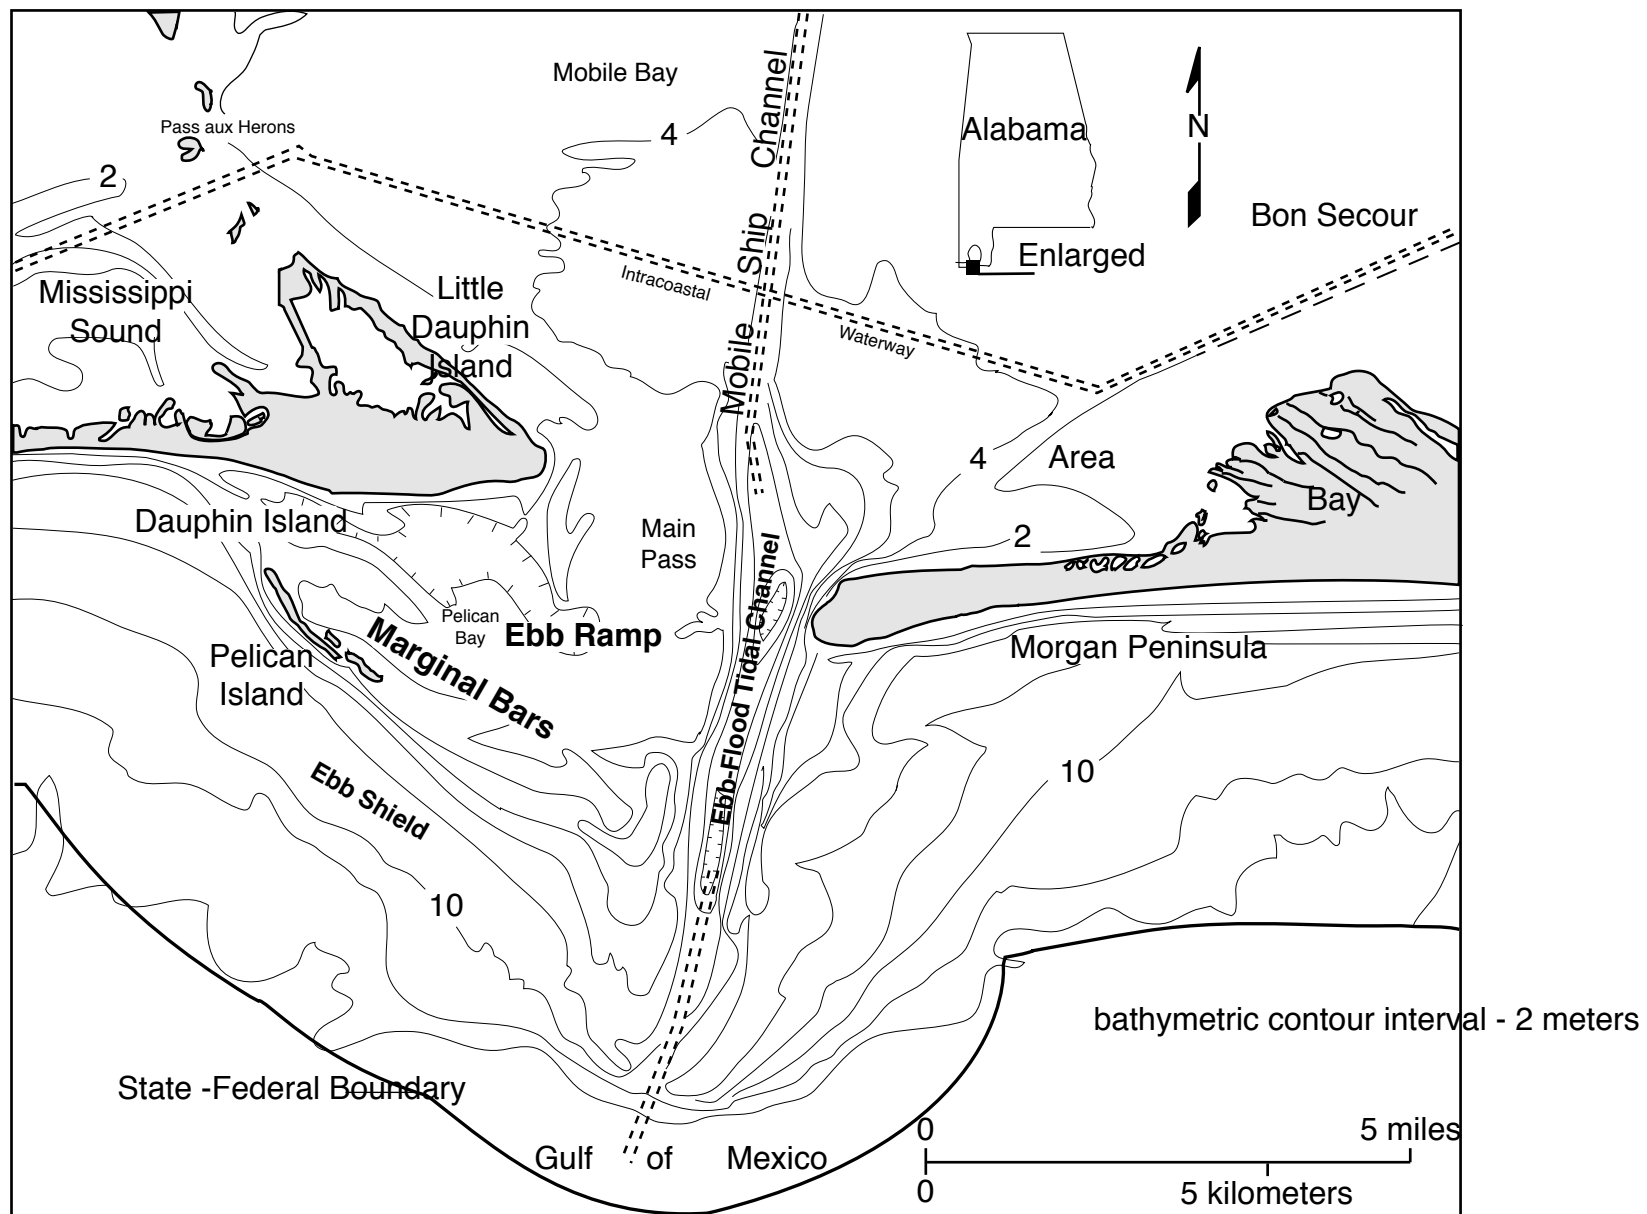 Mobile Bay
Mobile Ship Channel
Alabama
N
Pass aux Herons
4
2
Bon Secour
Enlarged
Mississippi
Sound
Little
Dauphin
Island
Intracoastal
Waterway
4
Area
Bay
Dauphin Island
Main
Pass
2
Pelican
Bay
Ebb Ramp
Ebb-Flood Tidal Channel
Marginal Bars
Morgan Peninsula
Pelican
Island
Ebb Shield
10
10
bathymetric contour interval - 2 meters
State -Federal Boundary
Gulf of Mexico
0
5 miles
0
5 kilometers